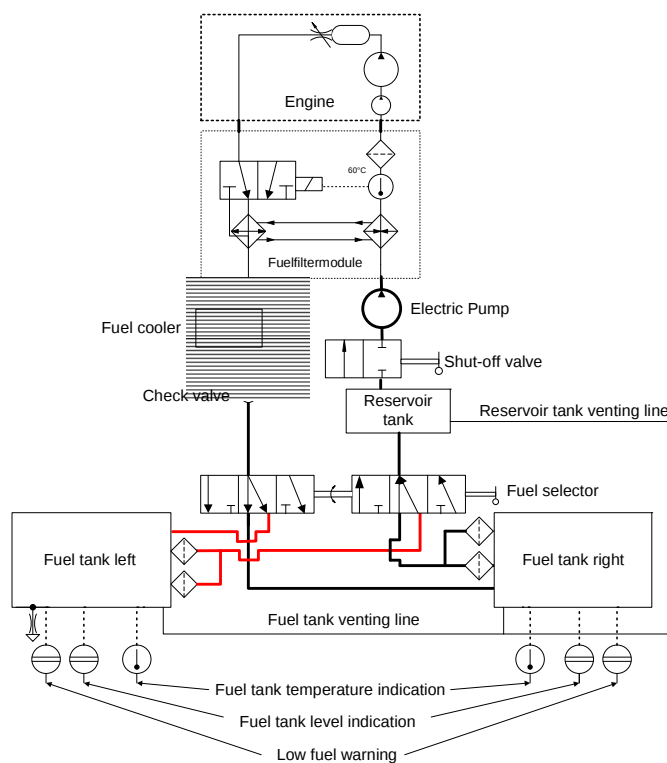 Engine
60°C
Fuelfiltermodule
Electric Pump
Fuel cooler
Shut-off valve
Check valve
Reservoir
tank
Reservoir tank venting line
Fuel selector
Fuel tank left
Fuel tank right
Fuel tank venting line
Fuel tank temperature indication
Fuel tank level indication
Low fuel warning